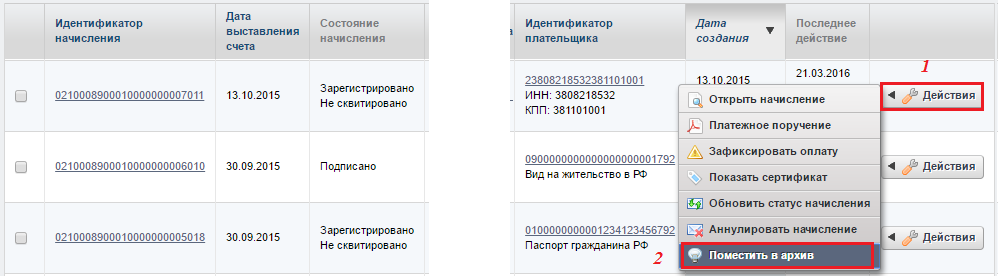 Идентификатор начисления
Дата выставления счета
Состояние начисления
Идентификатор плательщика
Дата создания
Последнее действие
0210008900010000000007011
13.10.2015
Зарегистрировано
Не сквитировано
23808218532381101001
ИНН: 3808218532
КПП: 381101001
13.10.2015
21.03.2016
1
Действия
Открыть начисление
Платежное поручение
Зафиксировать оплату
Показать сертификат
Обновить статус начисления
Аннулировать начисление
2
Поместить в архив
0210008900010000000006010
30.09.2015
Подписано
0900000000000000000001792
Вид на жительство в РФ
Действия
0210008900010000000005018
30.09.2015
Зарегистрировано
Не сквитировано
0100000000001234123456792
Паспорт гражданина РФ
Действия